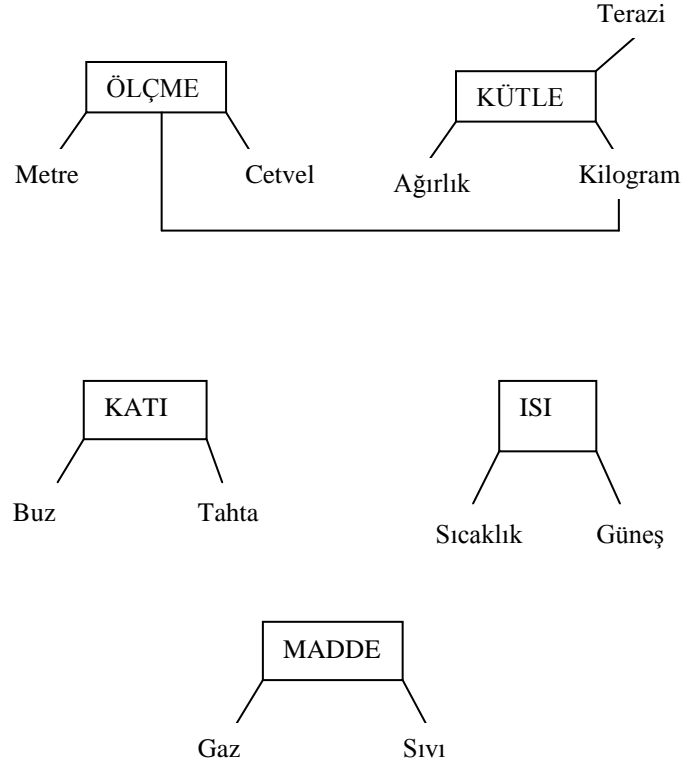 Terazi
ÖLÇME
KÜTLE
Metre
Cetvel
Ağırlık
Kilogram
KATI
ISI
Buz
Tahta
Sıcaklık
Güneş
MADDE
Gaz
Sıvı